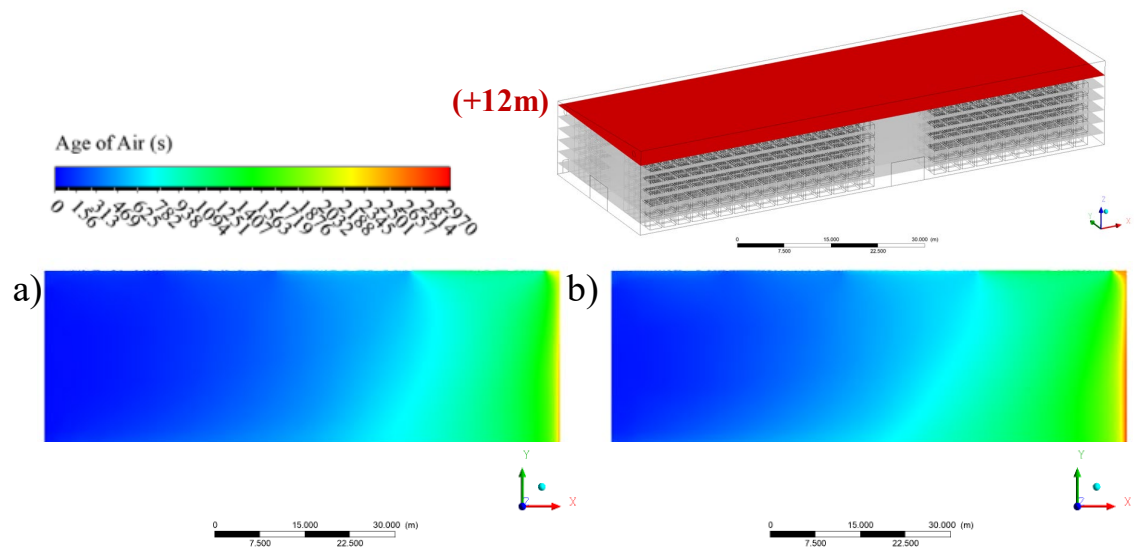 (+12m)
Age of Air (s)
0 156 313 469 625 782 938 1094 1251 1407 1563 1719 1876 2032 2188 2345 2501 2657 2814 2970
0 15.000 30.000 (m)
7.500 22.500
Z
Y X
a)
b)
Y
Z X
Y
Z X
0 15.000 30.000 (m)
7.500 22.500
0 15.000 30.000 (m)
7.500 22.500